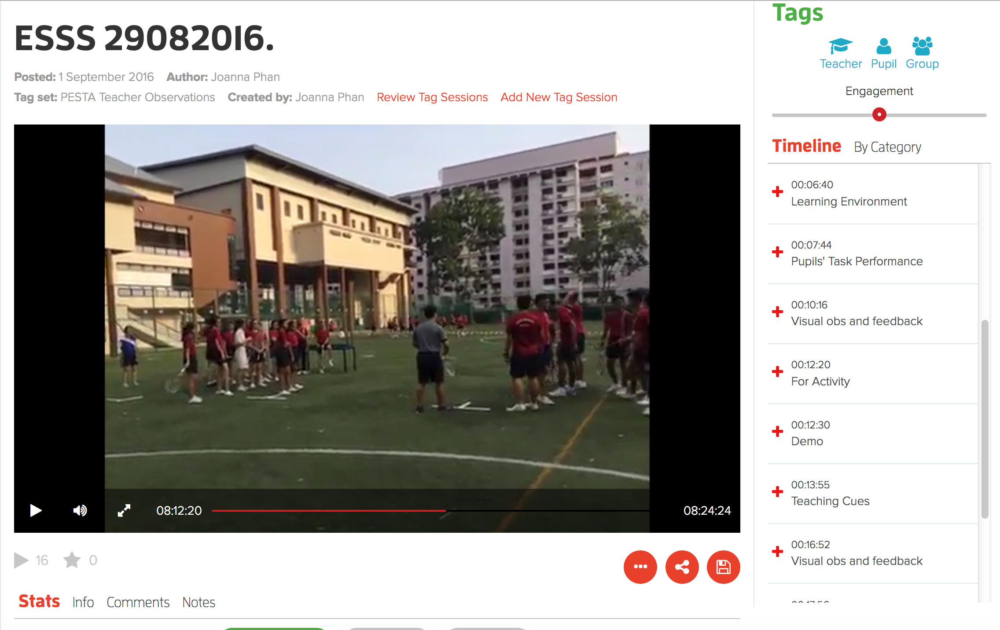 ESSS 29082016.
Posted: 1 September 2016 Author: Joanna Phan
Tag set: PESTA Teacher Observations Created by: Joanna Phan Review Tag Sessions Add New Tag Session
08:12:20 08:24:24
16 0
Stats Info Comments Notes
Tags
Teacher Pupil Group
Engagement
Timeline By Category
00:06:40
Learning Environment
00:07:44
Pupils' Task Performance
00:10:16
Visual obs and feedback
00:12:20
For Activity
00:12:30
Demo
00:13:55
Teaching Cues
00:16:52
Visual obs and feedback